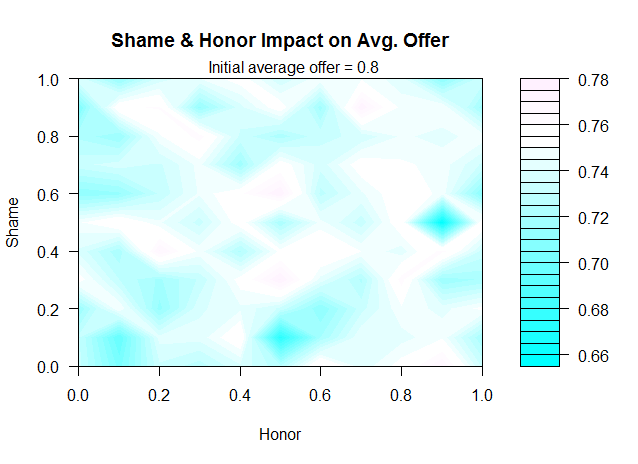 Shame & Honor Impact on Avg. Offer
Initial average offer = 0.8
1.0
0.8
0.6
0.4
0.2
0.0
Shame
0.0 0.2 0.4 0.6 0.8 1.0
Honor
0.78
0.76
0.74
0.72
0.70
0.68
0.66